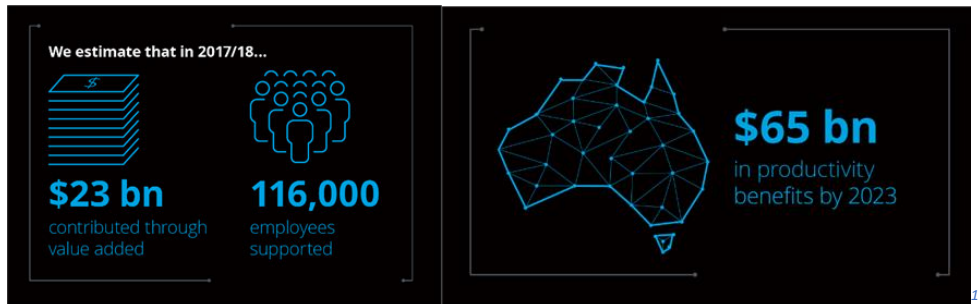 We estimate that in 2017/18...
$
$23 bn
contributed through
value added
116,000
employees
supported
$65 bn
in productivity
benefits by 2023
1